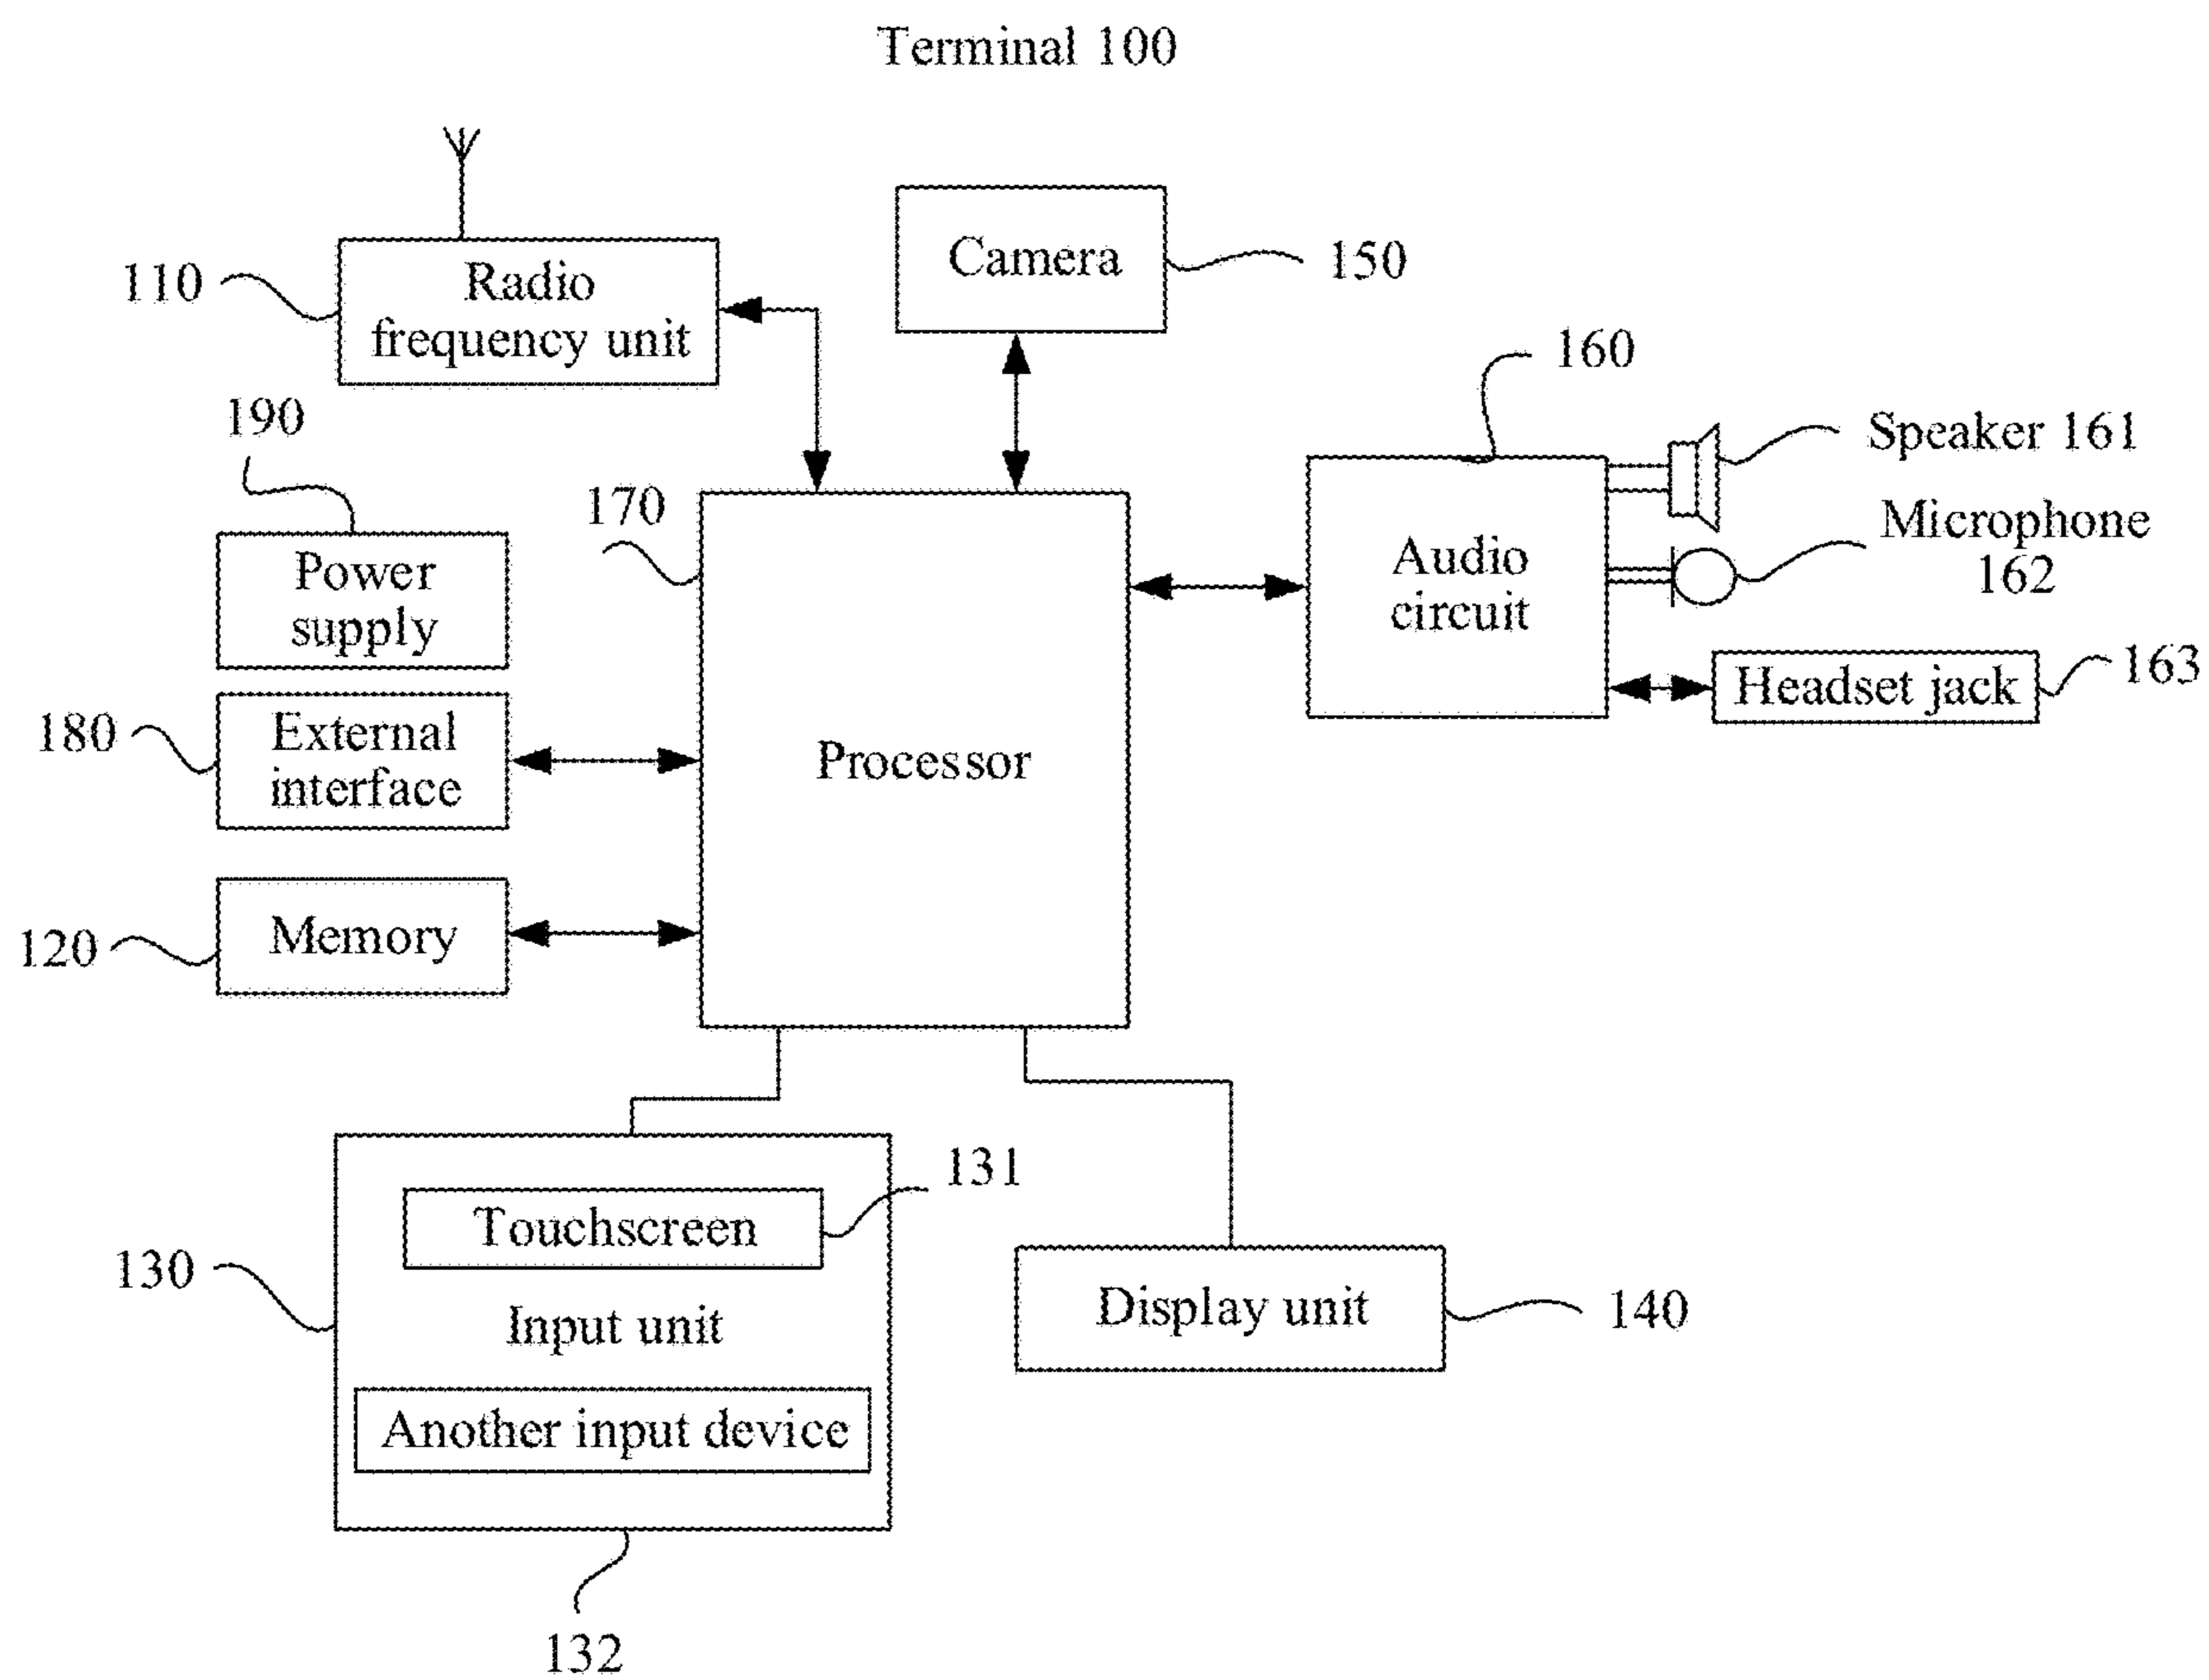 Terminal 100
110
Radio
frequency unit
Camera
150
160
Speaker 161
Microphone
162
Audio
circuit
Headset jack
163
190
Power
supply
170
Processor
180
External
interface
120
Memory
131
Touchscreen
130
Input unit
Another input device
132
Display unit
140